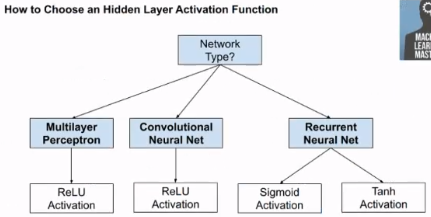 How to Choose an Hidden Layer Activation Function
Network
Type?
Multilayer
Perceptron
Convolutional
Neural Net
Recurrent
Neural Net
ReLU
Activation
ReLU
Activation
Sigmoid
Activation
Tanh
Activation